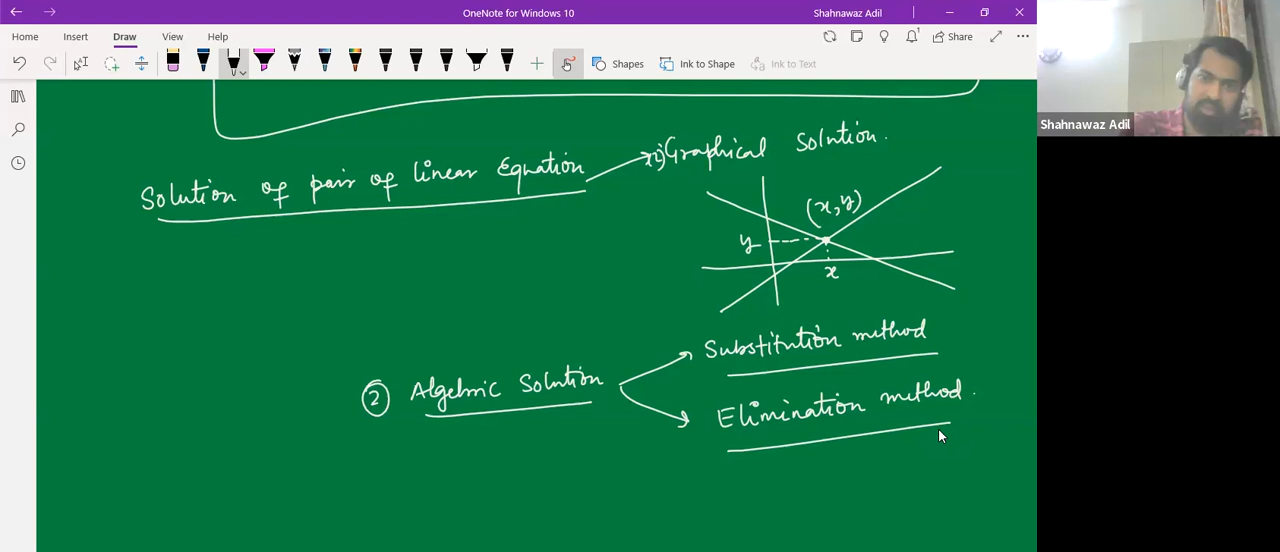 OneNote for Windows 10
Shahnawaz Adil
Home Insert Draw View Help
Share
Shapes Ink to Shape Ink to Text
Shahnawaz Adil
Solution of pair of linear Equation
Graphical Solution.
(x, y)
y
x
Substitution method
② Algebric Solution
Elimination method.